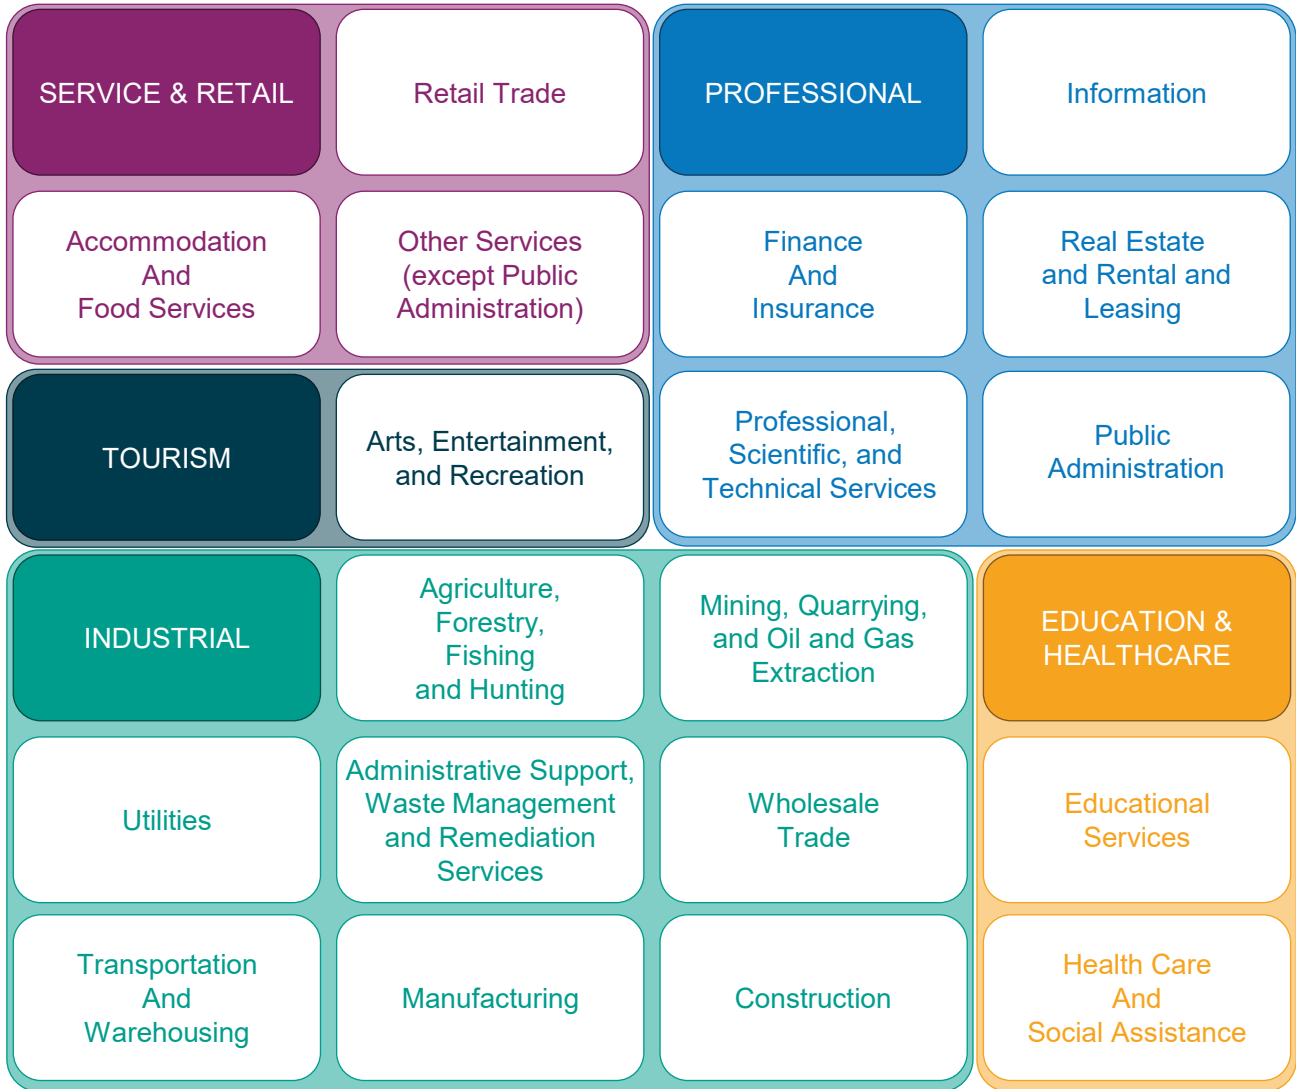 SERVICE & RETAIL
Retail Trade
Accommodation
And
Food Services
Other Services
(except Public
Administration)
PROFESSIONAL
Information
Finance
And
Insurance
Real Estate
and Rental and
Leasing
Professional,
Scientific, and
Technical Services
Public
Administration
TOURISM
Arts, Entertainment,
and Recreation
INDUSTRIAL
Agriculture,
Forestry,
Fishing
and Hunting
Mining, Quarrying,
and Oil and Gas
Extraction
Utilities
Administrative Support,
Waste Management
and Remediation
Services
Wholesale
Trade
Transportation
And
Warehousing
Manufacturing
Construction
EDUCATION &
HEALTHCARE
Educational
Services
Health Care
And
Social Assistance